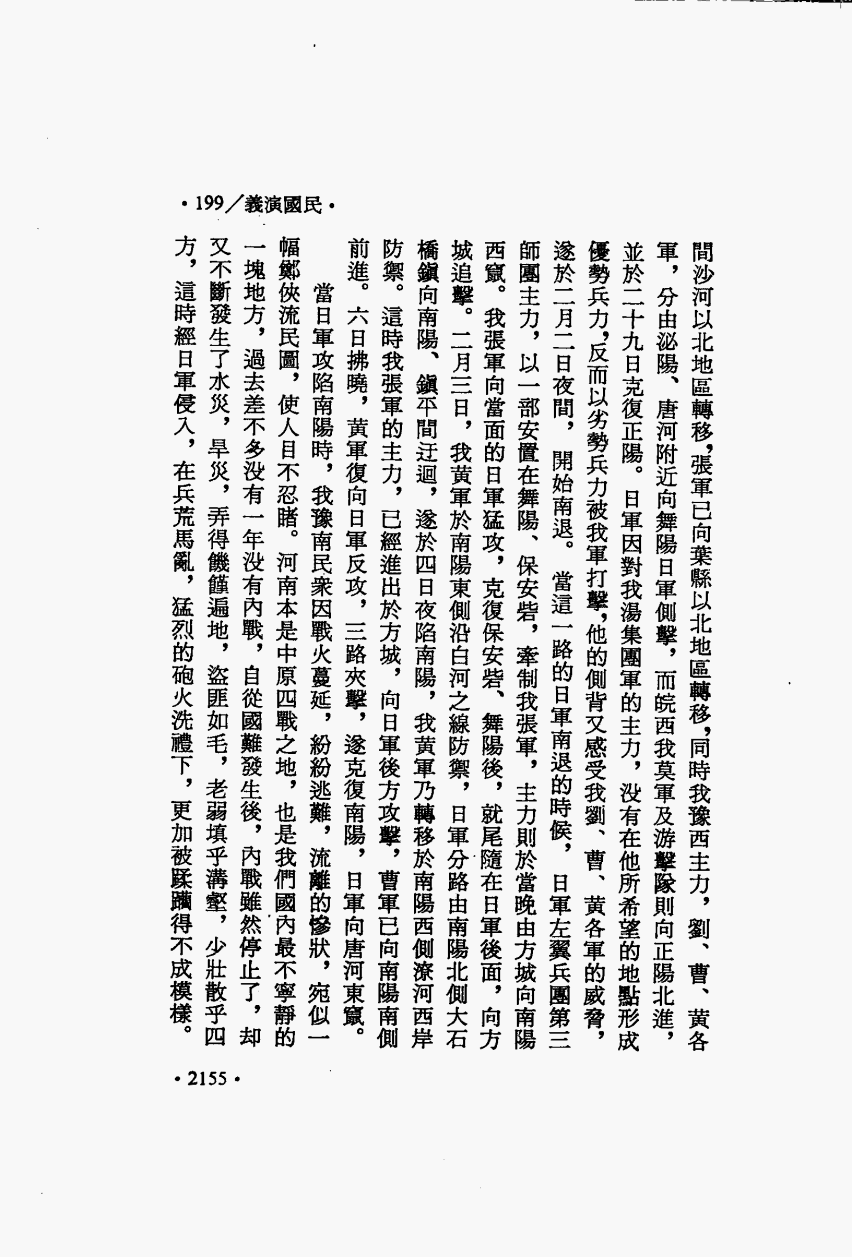 ·民國演義／199·
間沙河以北地區轉移，張軍已向葉縣以北地區轉移，同時我豫西主力，劉、曹、黃各
軍，分由泌陽、唐河附近向舞陽日軍側擊，而皖西我莫軍及游擊隊則向正陽北進，
並於二十九日克復正陽。日軍因對我湯集團軍的主力，没有在他所希望的地點形成
優勢兵力，反而以劣勢兵力被我軍打擊，他的側背又感受我劉、曹、黃各軍的威脅，
遂於二月二日夜間，開始南退。當這一路的日軍南退的時候，日軍左翼兵團第三
師團主力，以一部安置在舞陽、保安砦，牽制我張軍，主力則於當晚由方城向南陽
西竄。我張軍向當面的日軍猛攻，克復保安砦、舞陽後，就尾隨在日軍後面，向方
城追擊。二月三日，我黃軍於南陽東側沿白河之線防禦，日軍分路由南陽北側大石
橋鎮向南陽、鎮平間迂迴，遂於四日夜陷南陽，我黃軍乃轉移於南陽西側潦河西岸
防禦。這時我張軍的主力，已經進出於方城，向日軍後方攻擊，曹軍已向南陽南側
前進。六日拂曉，黃軍復向日軍反攻，三路夾擊，遂克復南陽，日軍向唐河東竄。
當日軍攻陷南陽時，我豫南民衆因戰火蔓延，紛紛逃難，流離的慘狀，宛似一
幅鄭俠流民圖，使人目不忍睹。河南本是中原四戰之地，也是我們國內最不寧靜的
一塊地方，過去差不多没有一年没有內戰，自從國難發生後，內戰雖然停止了，却
又不斷發生了水災，旱災，弄得饑饉遍地，盜匪如毛，老弱填乎溝壑，少壯散乎四
方，這時經日軍侵入，在兵荒馬亂，猛烈的砲火洗禮下，更加被蹂躪得不成模樣。
·2155·